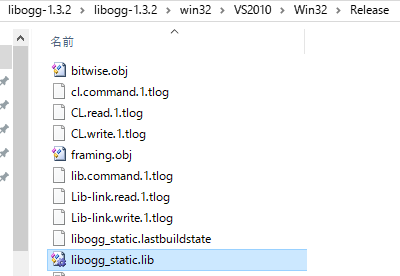 libogg-1.3.2 > libogg-1.3.2 > win32 > VS2010 > Win32 > Release
名前
bitwise.obj
cl.command.1.tlog
CL.read.1.tlog
CL.write.1.tlog
framing.obj
lib.command.1.tlog
Lib-link.read.1.tlog
Lib-link.write.1.tlog
libogg_static.lastbuildstate
libogg_static.lib